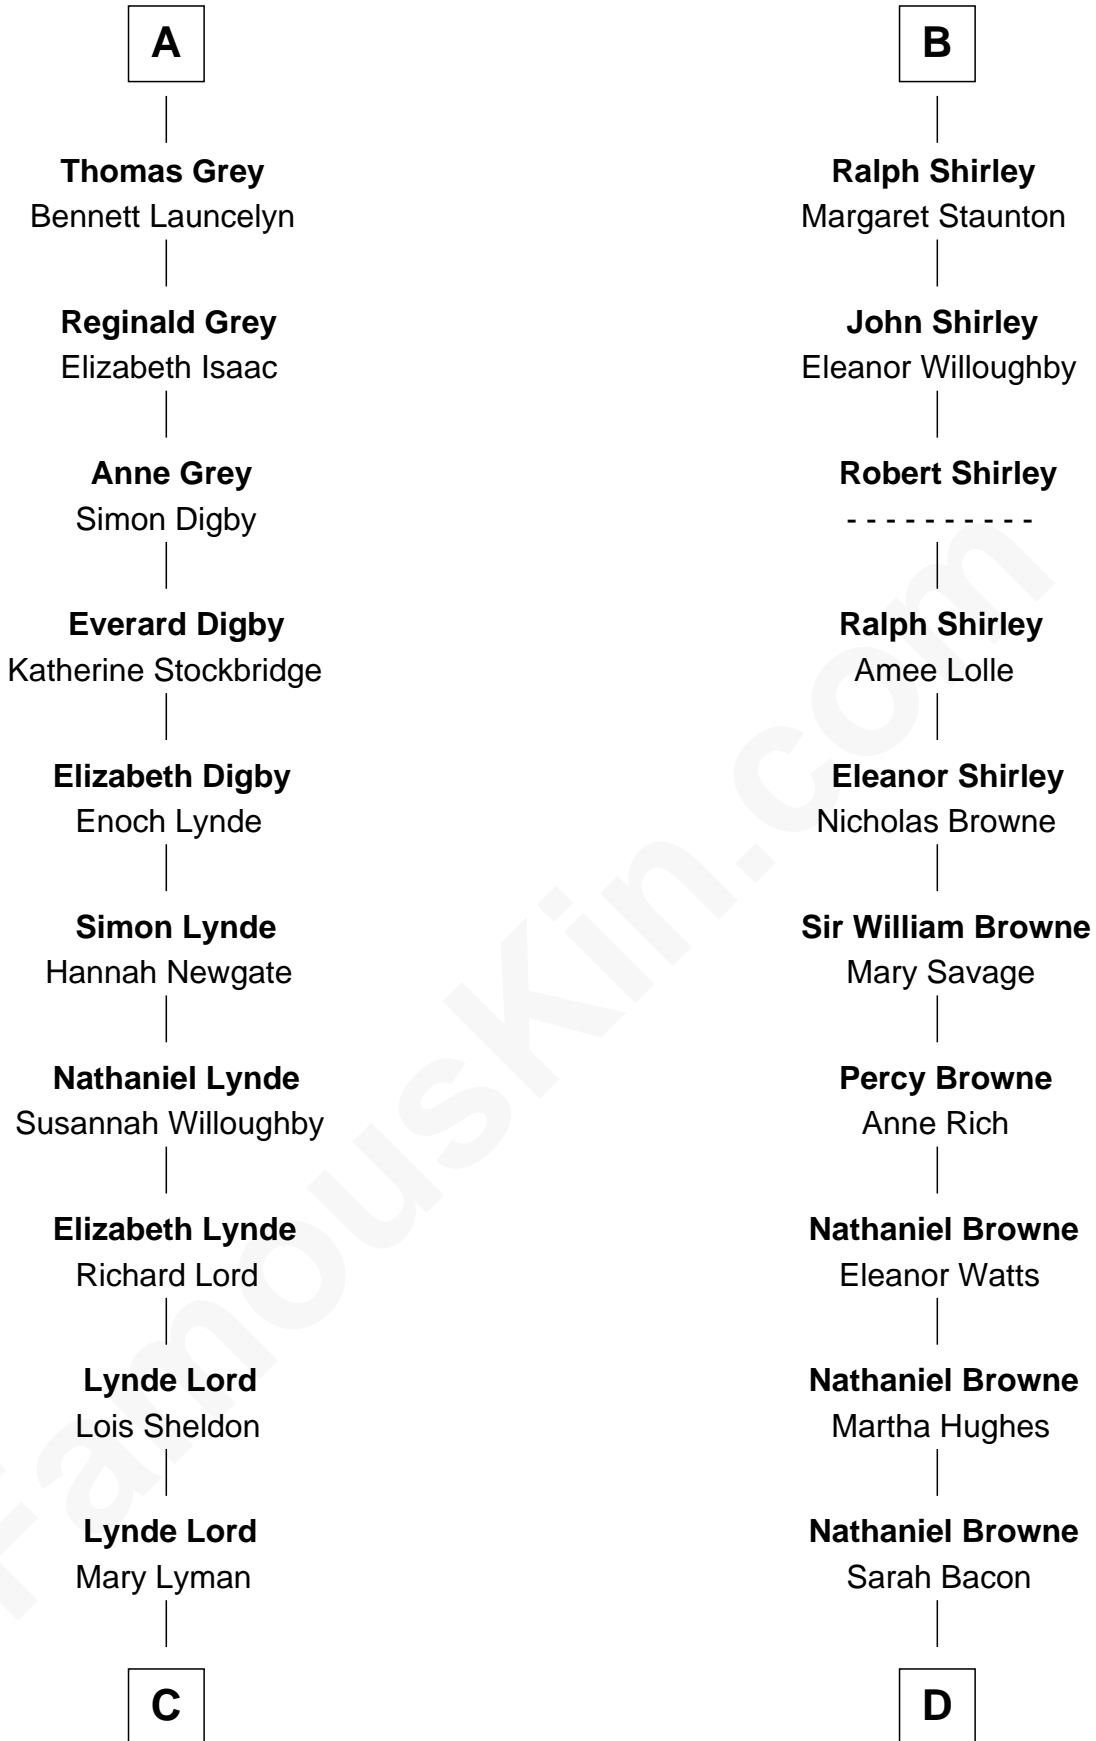 A
Thomas Grey
Bennett Launcelyn
Reginald Grey
Elizabeth Isaac
Anne Grey
Simon Digby
Everard Digby
Katherine Stockbridge
Elizabeth Digby
Enoch Lynde
Simon Lynde
Hannah Newgate
Nathaniel Lynde
Susannah Willoughby
Elizabeth Lynde
Richard Lord
Lynde Lord
Lois Sheldon
Lynde Lord
Mary Lyman
C
B
Ralph Shirley
Margaret Staunton
John Shirley
Eleanor Willoughby
Robert Shirley
- - - - - - - - - -
Ralph Shirley
Amee Lolle
Eleanor Shirley
Nicholas Browne
Sir William Browne
Mary Savage
Percy Browne
Anne Rich
Nathaniel Browne
Eleanor Watts
Nathaniel Browne
Martha Hughes
Nathaniel Browne
Sarah Bacon
D
FamousKin.com